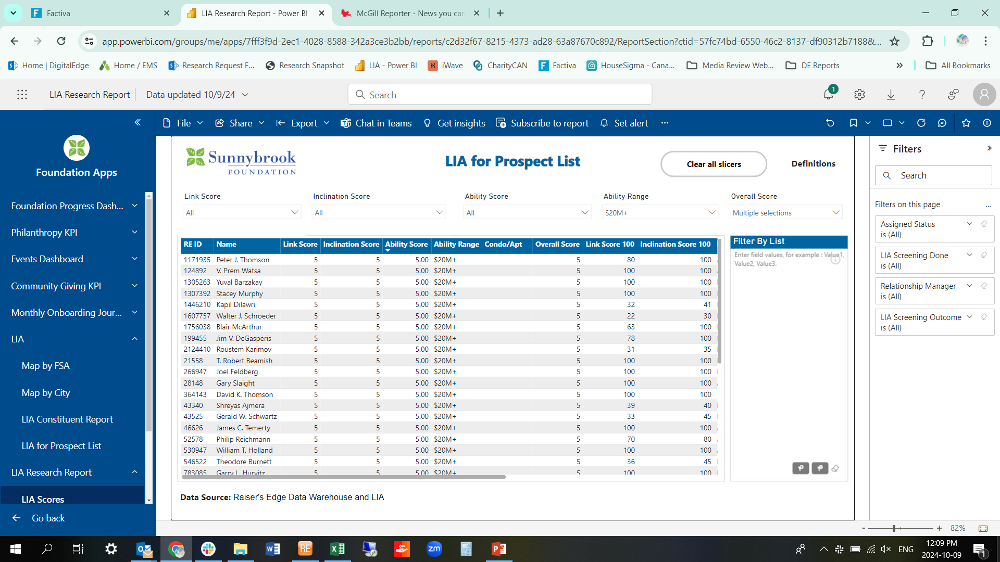 Factiva
LIA Research Report - Power BI
McGill Reporter - News you can
app.powerbi.com/groups/me/apps/7fff3f9d-2ec1-4028-8588-342a3ce3b2bb/reports/c2d32f67-8215-4373-ad28-63a87670c892/ReportSection?ctid=57fc74bd-6550-46c2-8137-df90312b7188&...
Home | DigitalEdge
Home / EMS
Research Request F...
Research Snapshot
LIA - Power BI
iWave
CharityCAN
Factiva
HouseSigma - Cana...
Media Review Web...
DE Reports
All Bookmarks
LIA Research Report
Data updated 10/9/24
Search
1
File
Share
Export
Chat in Teams
Get insights
Subscribe to report
Set alert
Foundation Apps
Foundation Progress Dash...
Philanthropy KPI
Events Dashboard
Community Giving KPI
Monthly Onboarding Jour...
LIA
Map by FSA
Map by City
LIA Constituent Report
LIA for Prospect List
LIA Research Report
LIA Scores
Go back
Sunnybrook
FOUNDATION
LIA for Prospect List
Clear all slicers
Definitions
Link Score
Inclination Score
Ability Score
Ability Range
Overall Score
All
All
All
$20M+
Multiple selections
RE ID Name Link Score Inclination Score Ability Score Ability Range Condo/Apt Overall Score Link Score 100 Inclination Score 100
1171935 Peter J. Thomson 5 5 5.00 $20M+ 5 80 100
124892 V. Prem Watsa 5 5 5.00 $20M+ 5 100 100
1305263 Yuval Barzakay 5 5 5.00 $20M+ 5 100 100
1307392 Stacey Murphy 5 5 5.00 $20M+ 5 100 100
1446210 Kapil Dilawri 5 5 5.00 $20M+ 5 32 41
1607757 Walter J. Schroeder 5 5 5.00 $20M+ 5 22 30
1756038 Blair McArthur 5 5 5.00 $20M+ 5 63 100
199455 Jim V. DeGasperis 5 5 5.00 $20M+ 5 78 100
2124410 Roustem Karimov 5 5 5.00 $20M+ 5 31 35
21558 T. Robert Beamish 5 5 5.00 $20M+ 5 100 100
266947 Joel Feldberg 5 5 5.00 $20M+ 5 100 100
28148 Gary Slaight 5 5 5.00 $20M+ 5 100 100
364143 David K. Thomson 5 5 5.00 $20M+ 5 100 100
43340 Shreyas Ajmera 5 5 5.00 $20M+ 5 39 40
43525 Gerald W. Schwartz 5 5 5.00 $20M+ 5 33 45
46626 James C. Temerty 5 5 5.00 $20M+ 5 100 100
52578 Philip Reichmann 5 5 5.00 $20M+ 5 70 80
530947 William T. Holland 5 5 5.00 $20M+ 5 100 100
546522 Theodore Burnett 5 5 5.00 $20M+ 5 36 45
783085 Garry L. Hurvitz 5 5 5.00 $20M+ 5 100 100
Filter By List
Enter field values, for example : Value1,
Value2, Value3.
Data Source: Raiser's Edge Data Warehouse and LIA
Filters
Search
Filters on this page
Assigned Status
is (All)
LIA Screening Done
is (All)
Relationship Manager
is (All)
LIA Screening Outcome
is (All)
82%
ENG
12:09 PM
2024-10-09
1